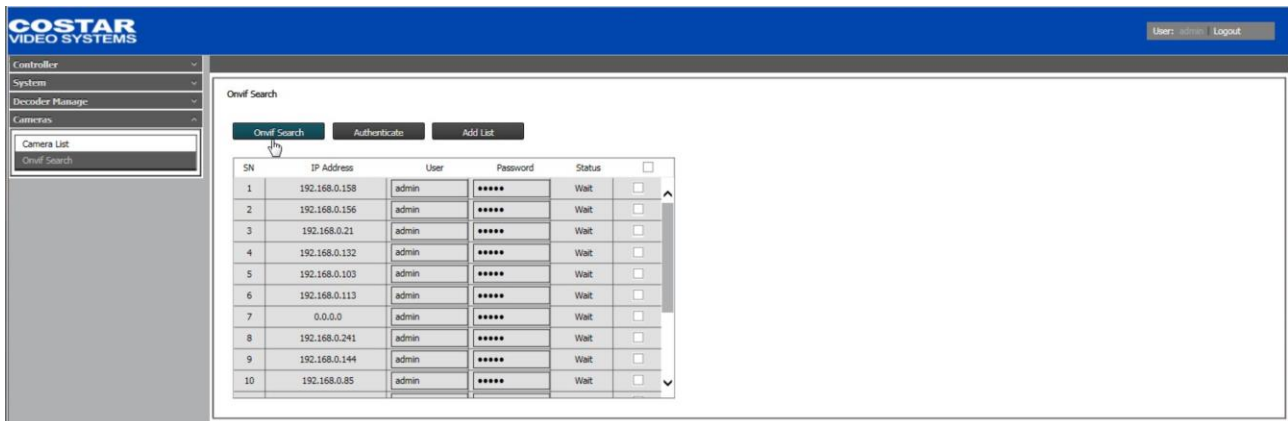 COSTAR
VIDEO SYSTEMS
User: admin | Logout
Controller
System
Decoder Manage
Cameras
Camera List
Onvif Search
Onvif Search
Onvif Search Authenticate Add List
SN IP Address User Password Status
1 192.168.0.158 admin ••••• Wait
2 192.168.0.156 admin ••••• Wait
3 192.168.0.21 admin ••••• Wait
4 192.168.0.132 admin ••••• Wait
5 192.168.0.103 admin ••••• Wait
6 192.168.0.113 admin ••••• Wait
7 0.0.0.0 admin ••••• Wait
8 192.168.0.241 admin ••••• Wait
9 192.168.0.144 admin ••••• Wait
10 192.168.0.85 admin ••••• Wait